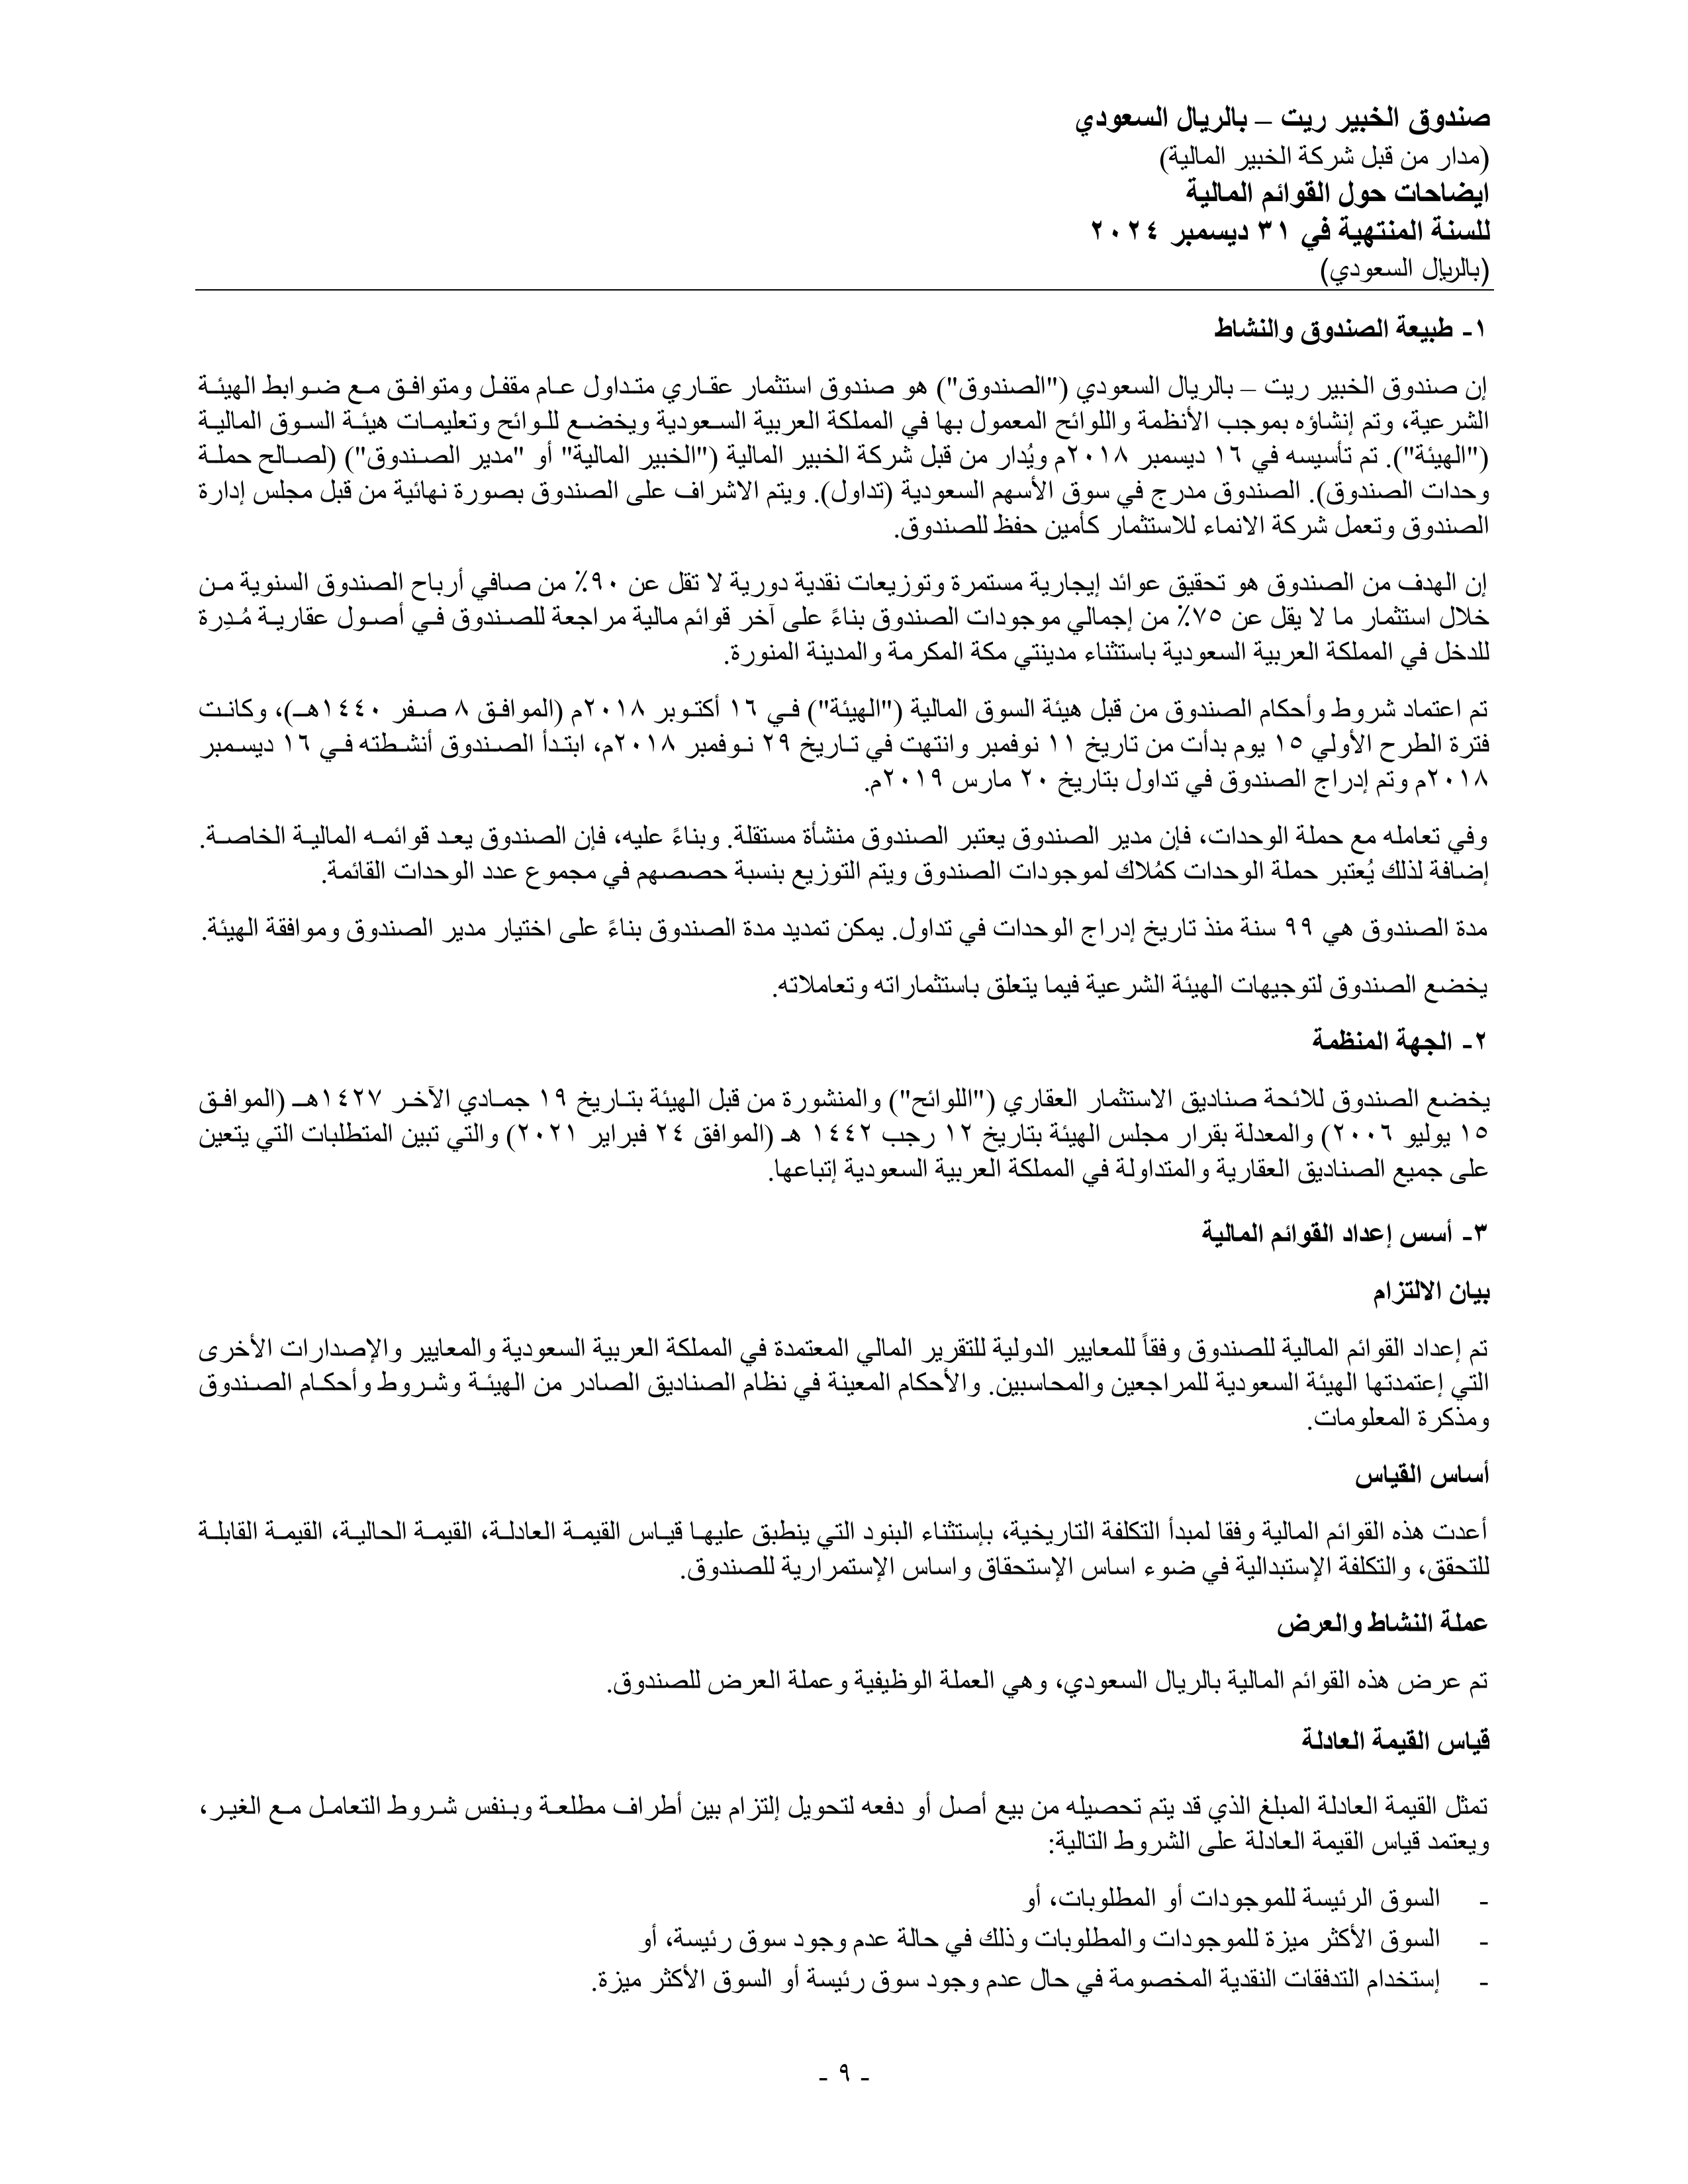 صندوق الخبير ريت – بالريال السعودي
(مدار من قبل شركة الخبير المالية)
ايضاحات حول القوائم المالية
للسنة المنتهية في ٣١ ديسمبر ٢٠٢٤
(بالريال السعودي)
١- طبيعة الصندوق والنشاط
إن صندوق الخبير ريت – بالريال السعودي ("الصندوق") هو صندوق استثمار عقاري متداول عام مقفل ومتوافق مع ضوابط الهيئة
الشرعية، وتم إنشاؤه بموجب الأنظمة واللوائح المعمول بها في المملكة العربية السعودية ويخضع للوائح وتعليمات هيئة السوق المالية
("الهيئة"). تم تأسيسه في ١٦ ديسمبر ٢٠١٨م ويُدار من قبل شركة الخبير المالية ("الخبير المالية" أو "مدير الصندوق") (لصالح حملة
وحدات الصندوق). الصندوق مدرج في سوق الأسهم السعودية (تداول). ويتم الاشراف على الصندوق بصورة نهائية من قبل مجلس إدارة
الصندوق وتعمل شركة الانماء للاستثمار كأمين حفظ للصندوق.
إن الهدف من الصندوق هو تحقيق عوائد إيجارية مستمرة وتوزيعات نقدية دورية لا تقل عن ٩٠٪ من صافي أرباح الصندوق السنوية من
خلال استثمار ما لا يقل عن ٧٥٪ من إجمالي موجودات الصندوق بناءً على آخر قوائم مالية مراجعة للصندوق في أصول عقارية مُدِرة
للدخل في المملكة العربية السعودية باستثناء مدينتي مكة المكرمة والمدينة المنورة.
تم اعتماد شروط وأحكام الصندوق من قبل هيئة السوق المالية ("الهيئة") في ١٦ أكتوبر ٢٠١٨م (الموافق ٨ صفر ١٤٤٠هـ)، وكانت
فترة الطرح الأولي ١٥ يوم بدأت من تاريخ ١١ نوفمبر وانتهت في تاريخ ٢٩ نوفمبر ٢٠١٨م، ابتدأ الصندوق أنشطته في ١٦ ديسمبر
٢٠١٨م وتم إدراج الصندوق في تداول بتاريخ ٢٠ مارس ٢٠١٩م.
وفي تعامله مع حملة الوحدات، فإن مدير الصندوق يعتبر الصندوق منشأة مستقلة. وبناءً عليه، فإن الصندوق يعد قوائمه المالية الخاصة.
إضافة لذلك يُعتبر حملة الوحدات كمُلاك لموجودات الصندوق ويتم التوزيع بنسبة حصصهم في مجموع عدد الوحدات القائمة.
مدة الصندوق هي ٩٩ سنة منذ تاريخ إدراج الوحدات في تداول. يمكن تمديد مدة الصندوق بناءً على اختيار مدير الصندوق وموافقة الهيئة.
يخضع الصندوق لتوجيهات الهيئة الشرعية فيما يتعلق باستثماراته وتعاملاته.
٢- الجهة المنظمة
يخضع الصندوق للائحة صناديق الاستثمار العقاري ("اللوائح") والمنشورة من قبل الهيئة بتاريخ ١٩ جمادي الآخر ١٤٢٧هـ (الموافق
١٥ يوليو ٢٠٠٦) والمعدلة بقرار مجلس الهيئة بتاريخ ١٢ رجب ١٤٤٢ هـ (الموافق ٢٤ فبراير ٢٠٢١) والتي تبين المتطلبات التي يتعين
على جميع الصناديق العقارية والمتداولة في المملكة العربية السعودية إتباعها.
٣- أسس إعداد القوائم المالية
بيان الالتزام
تم إعداد القوائم المالية للصندوق وفقاً للمعايير الدولية للتقرير المالي المعتمدة في المملكة العربية السعودية والمعايير والإصدارات الأخرى
التي إعتمدتها الهيئة السعودية للمراجعين والمحاسبين. والأحكام المعينة في نظام الصناديق الصادر من الهيئة وشروط وأحكام الصندوق
ومذكرة المعلومات.
أساس القياس
أعدت هذه القوائم المالية وفقا لمبدأ التكلفة التاريخية، بإستثناء البنود التي ينطبق عليها قياس القيمة العادلة، القيمة الحالية، القيمة القابلة
للتحقق، والتكلفة الإستبدالية في ضوء اساس الإستحقاق واساس الإستمرارية للصندوق.
عملة النشاط والعرض
تم عرض هذه القوائم المالية بالريال السعودي، وهي العملة الوظيفية وعملة العرض للصندوق.
قياس القيمة العادلة
تمثل القيمة العادلة المبلغ الذي قد يتم تحصيله من بيع أصل أو دفعه لتحويل إلتزام بين أطراف مطلعة وبنفس شروط التعامل مع الغير،
ويعتمد قياس القيمة العادلة على الشروط التالية:
- السوق الرئيسة للموجودات أو المطلوبات، أو
- السوق الأكثر ميزة للموجودات والمطلوبات وذلك في حالة عدم وجود سوق رئيسة، أو
- إستخدام التدفقات النقدية المخصومة في حال عدم وجود سوق رئيسة أو السوق الأكثر ميزة.
- ٩ -